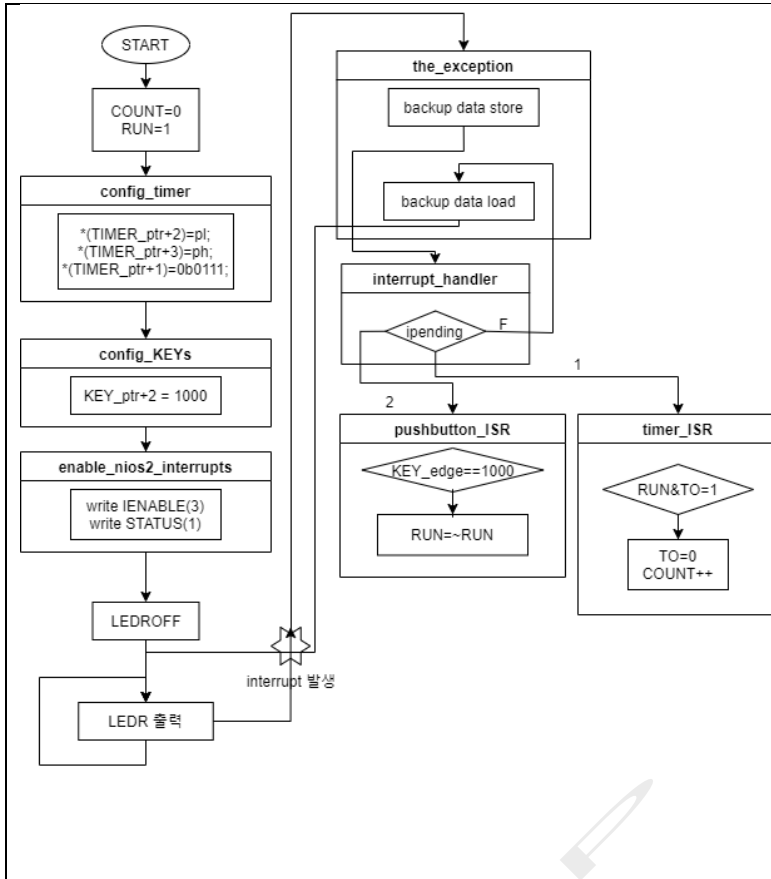 START
COUNT=0
RUN=1
config_timer
*(TIMER_ptr+2)=pl;
*(TIMER_ptr+3)=ph;
*(TIMER_ptr+1)=0b0111;
config_KEYs
KEY_ptr+2 = 1000
enable_nios2_interrupts
write IENABLE(3)
write STATUS(1)
LEDROFF
interrupt 발생
LEDR 출력
the_exception
backup data store
backup data load
interrupt_handler
ipending
F
1
2
pushbutton_ISR
KEY_edge==1000
RUN=~RUN
timer_ISR
RUN&TO=1
TO=0
COUNT++